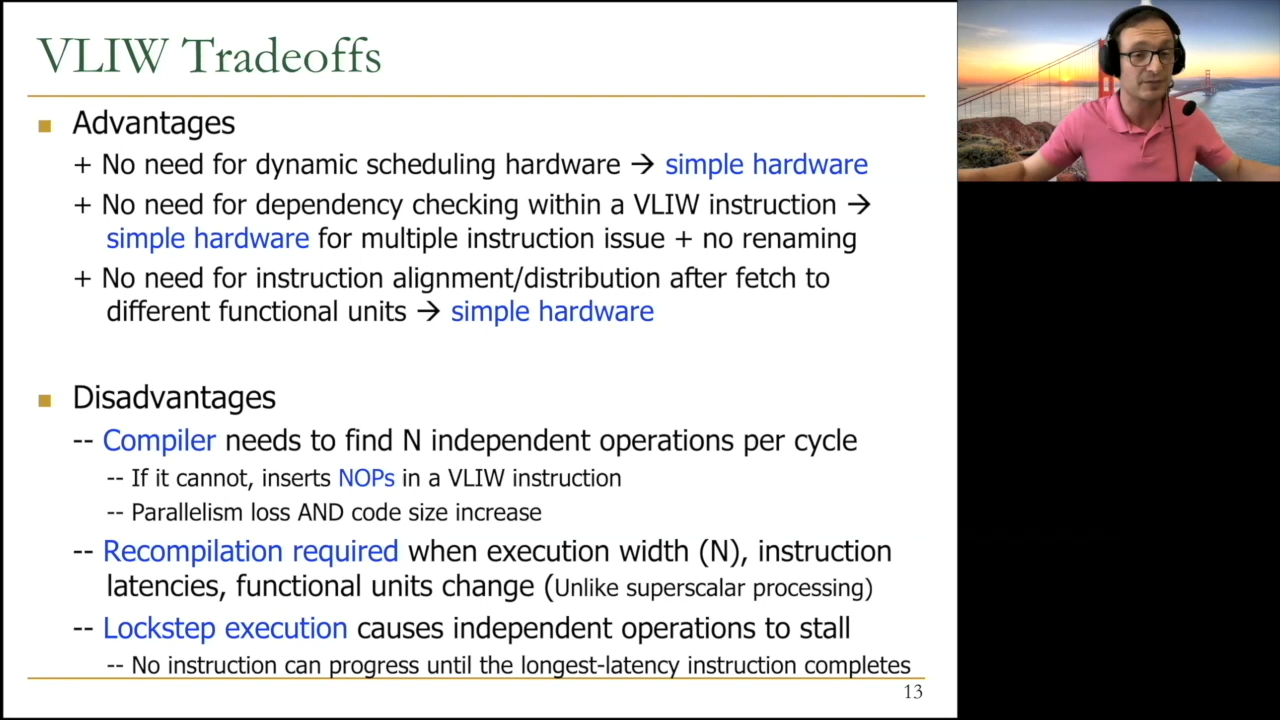 VLIW Tradeoffs
Advantages
+ No need for dynamic scheduling hardware → simple hardware
+ No need for dependency checking within a VLIW instruction →
simple hardware for multiple instruction issue + no renaming
+ No need for instruction alignment/distribution after fetch to
different functional units → simple hardware
Disadvantages
-- Compiler needs to find N independent operations per cycle
-- If it cannot, inserts NOPs in a VLIW instruction
-- Parallelism loss AND code size increase
-- Recompilation required when execution width (N), instruction
latencies, functional units change (Unlike superscalar processing)
-- Lockstep execution causes independent operations to stall
-- No instruction can progress until the longest-latency instruction completes
13